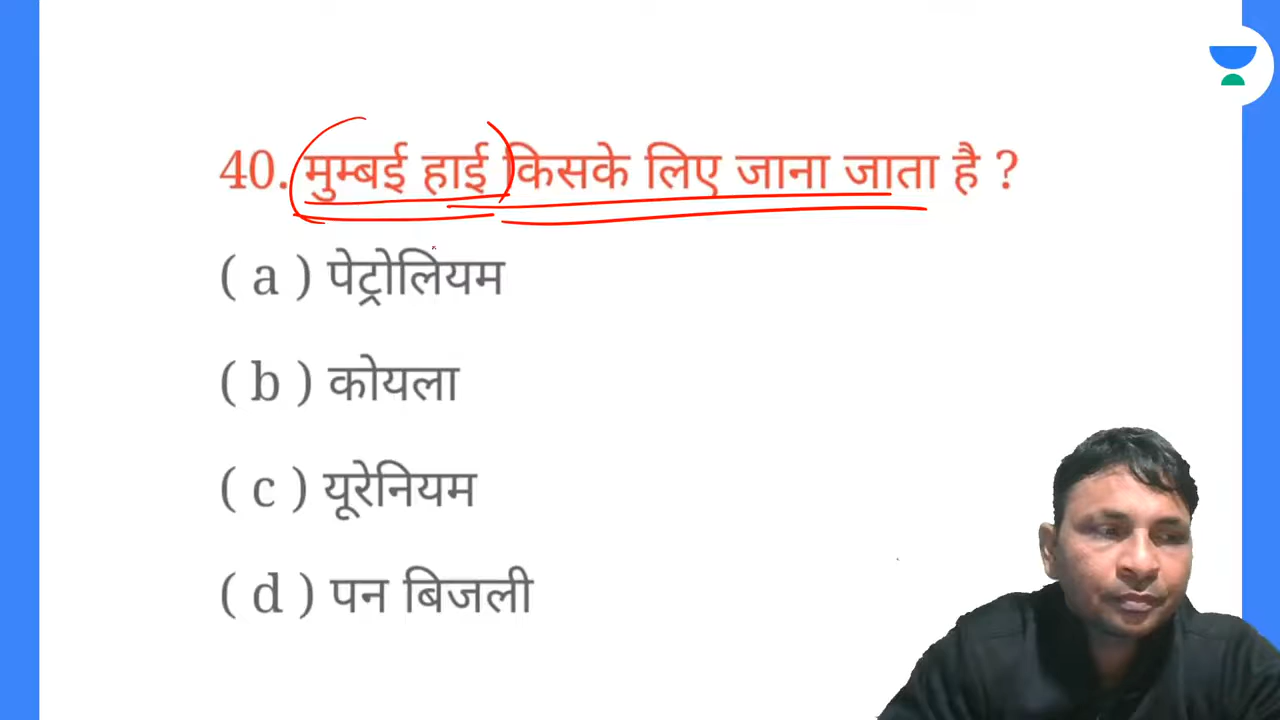 40. मुम्बई हाई किसके लिए जाना जाता है ?
( a ) पेट्रोलियम
( b ) कोयला
( c ) यूरेनियम
( d ) पन बिजली